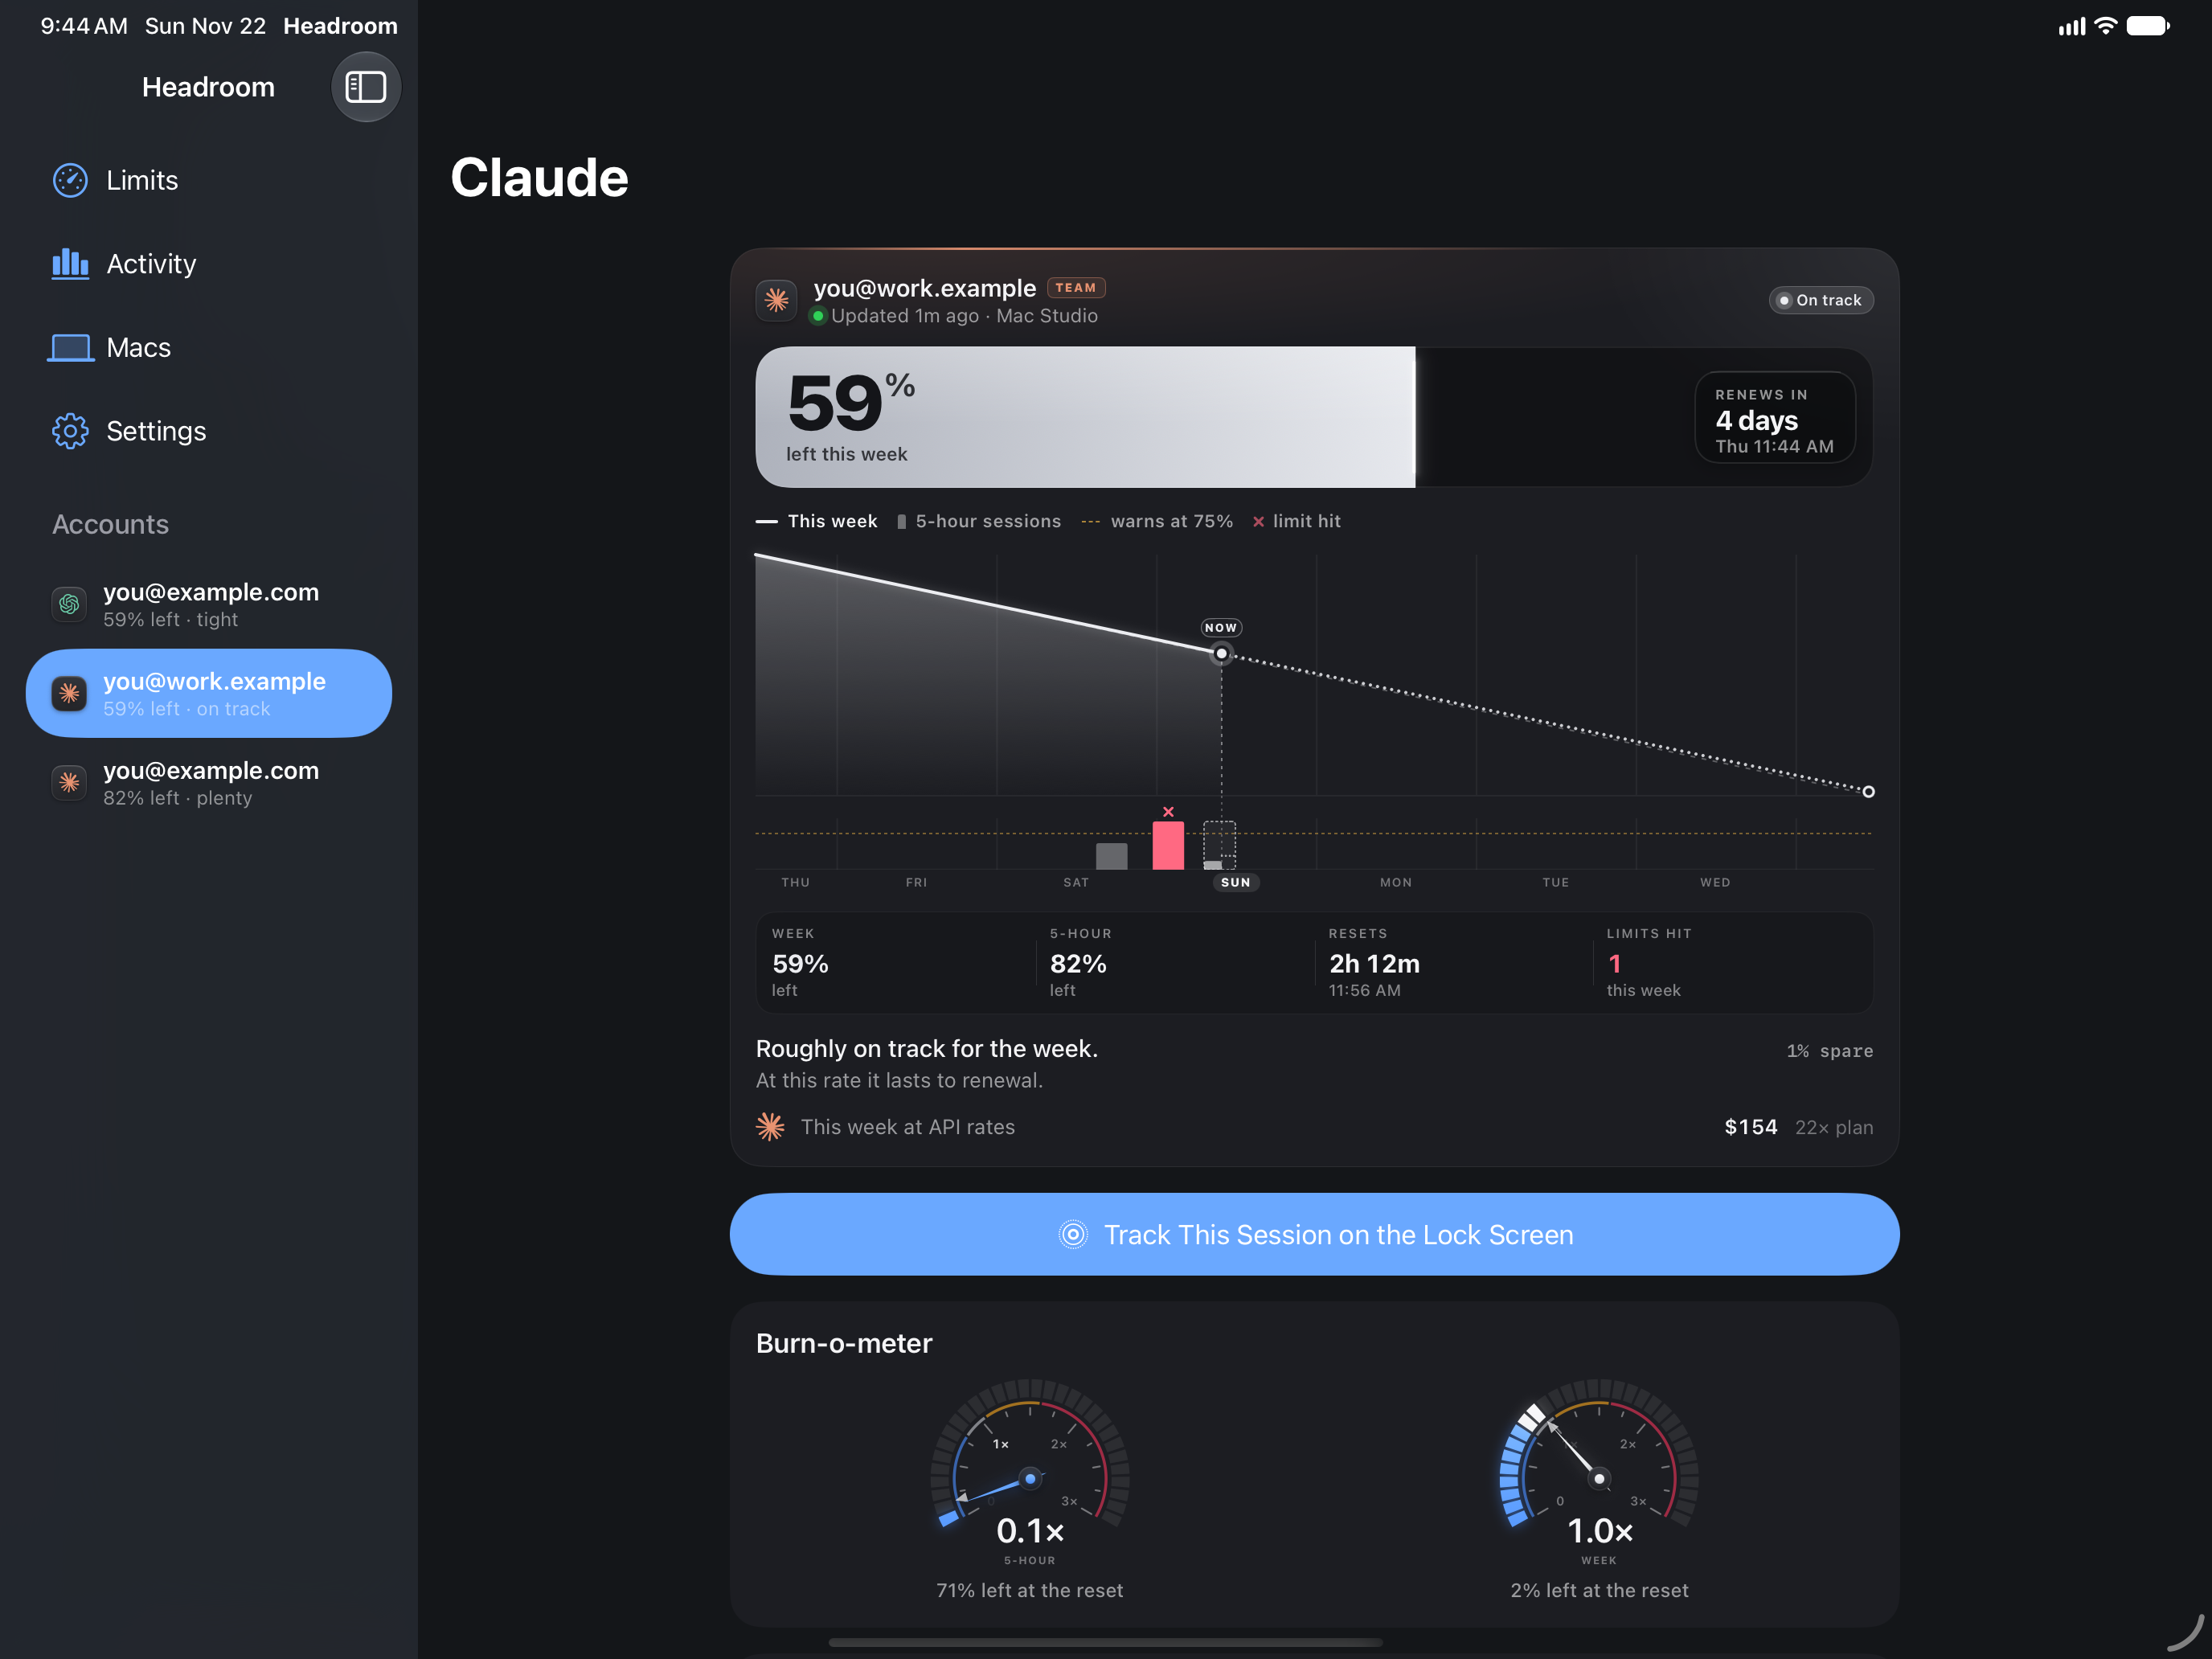 9:44 AM Sun Nov 22 Headroom
Headroom
Limits
Activity
Macs
Settings
Accounts
you@example.com
59% left · tight
you@work.example
59% left · on track
you@example.com
82% left · plenty
Claude
you@work.example TEAM
Updated 1m ago · Mac Studio
On track
59%
left this week
RENEWS IN
4 days
Thu 11:44 AM
This week 5-hour sessions warns at 75% limit hit
NOW
THU FRI SAT SUN MON TUE WED
WEEK
59%
left
5-HOUR
82%
left
RESETS
2h 12m
11:56 AM
LIMITS HIT
1
this week
Roughly on track for the week.
1% spare
At this rate it lasts to renewal.
This week at API rates
$154 22× plan
Track This Session on the Lock Screen
Burn-o-meter
0 1× 2× 3×
0.1×
5-HOUR
71% left at the reset
0 1× 2× 3×
1.0×
WEEK
2% left at the reset